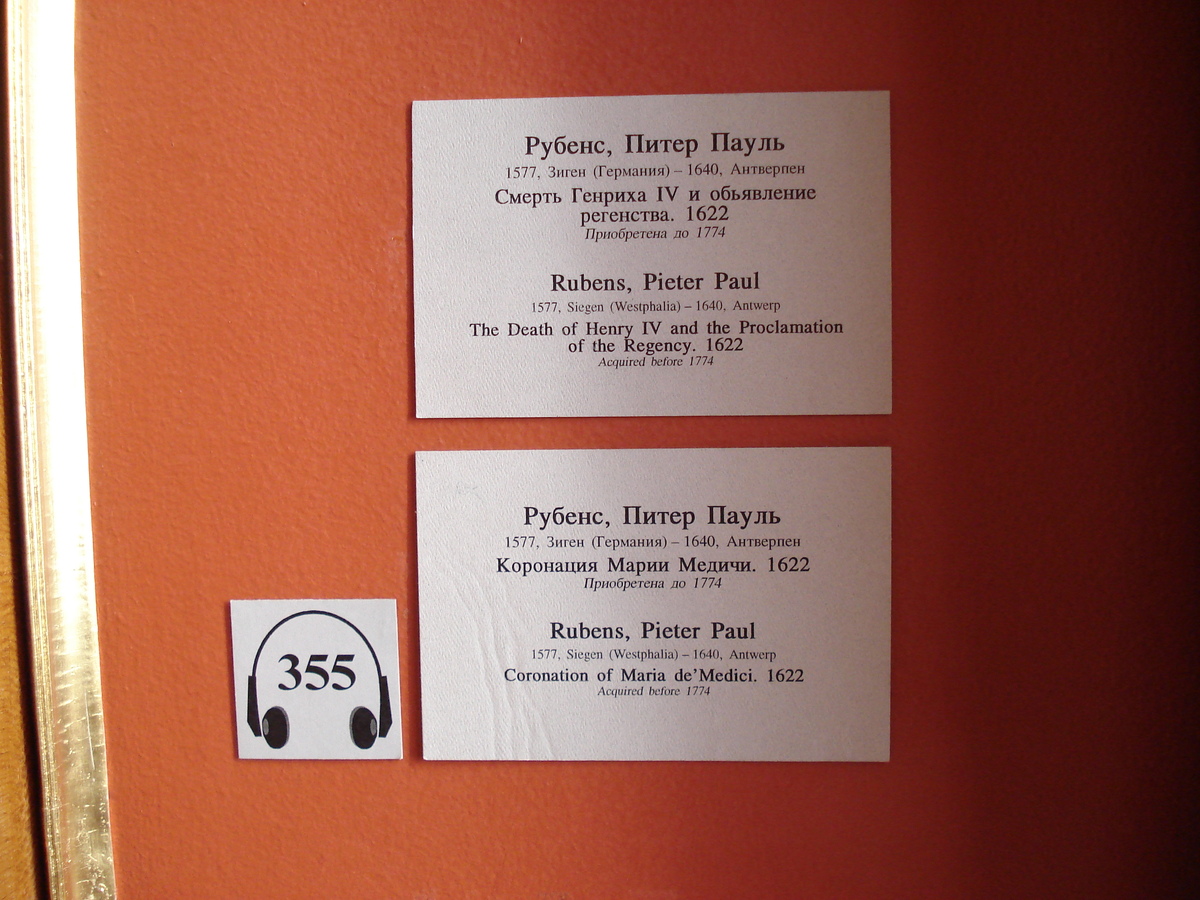 Рубенс, Питер Пауль
1577, Зиген (Германия) – 1640, Антверпен
Смерть Генриха IV и обьявление
регенства. 1622
Приобретена до 1774
Rubens, Pieter Paul
1577, Siegen (Westphalia) – 1640, Antwerp
The Death of Henry IV and the Proclamation
of the Regency. 1622
Acquired before 1774
Рубенс, Питер Пауль
1577, Зиген (Германия) – 1640, Антверпен
Коронация Марии Медичи. 1622
Приобретена до 1774
Rubens, Pieter Paul
1577, Siegen (Westphalia) – 1640, Antwerp
Coronation of Maria de'Medici. 1622
Acquired before 1774
355